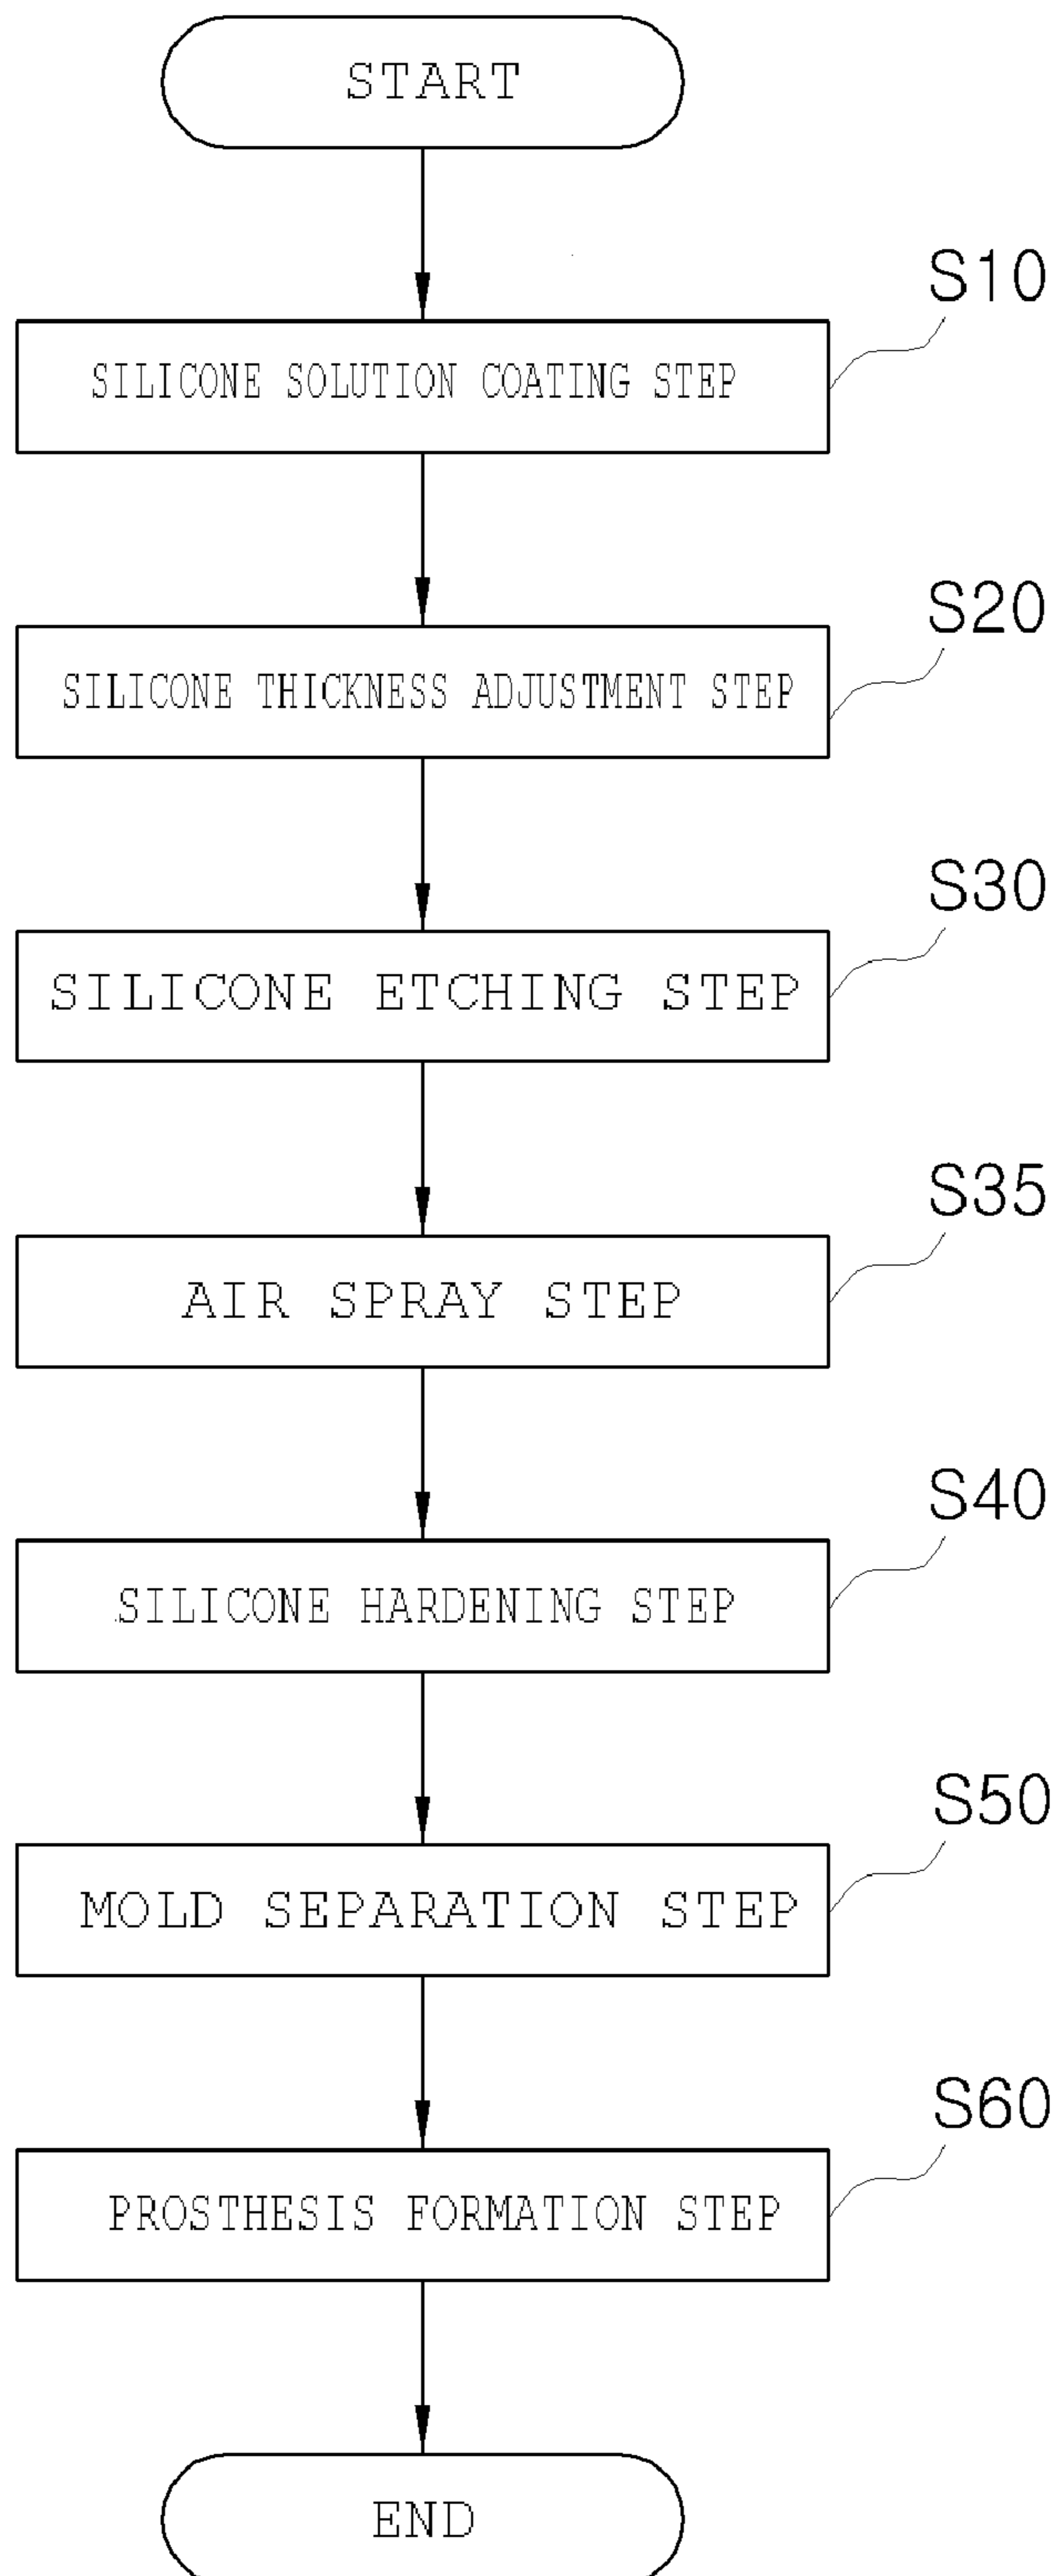 START
S10
SILICONE SOLUTION COATING STEP
S20
SILICONE THICKNESS ADJUSTMENT STEP
S30
SILICONE ETCHING STEP
S35
AIR SPRAY STEP
S40
SILICONE HARDENING STEP
S50
MOLD SEPARATION STEP
S60
PROSTHESIS FORMATION STEP
END